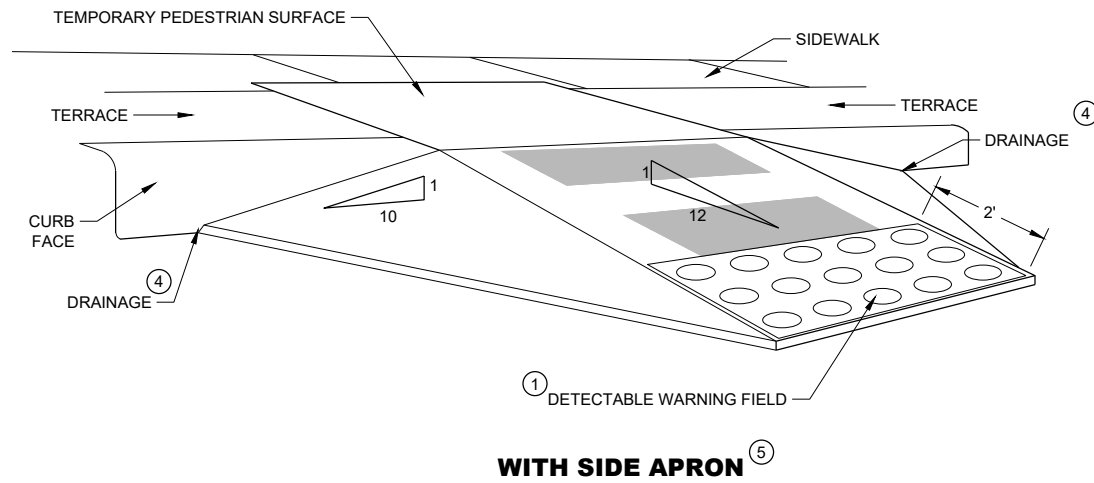 TEMPORARY PEDESTRIAN SURFACE
SIDEWALK
TERRACE
TERRACE
4
DRAINAGE
1
10
1
12
2'
CURB
FACE
4
DRAINAGE
1
DETECTABLE WARNING FIELD
WITH SIDE APRON 5